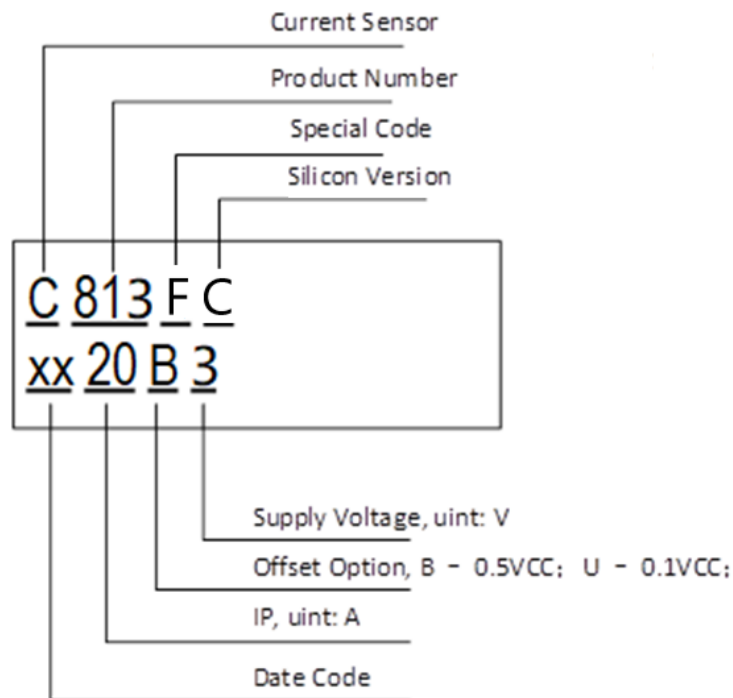 Current Sensor
Product Number
Special Code
Silicon Version
C 813 F C
xx 20 B 3
Supply Voltage, uint: V
Offset Option, B - 0.5VCC; U - 0.1VCC;
IP, uint: A
Date Code